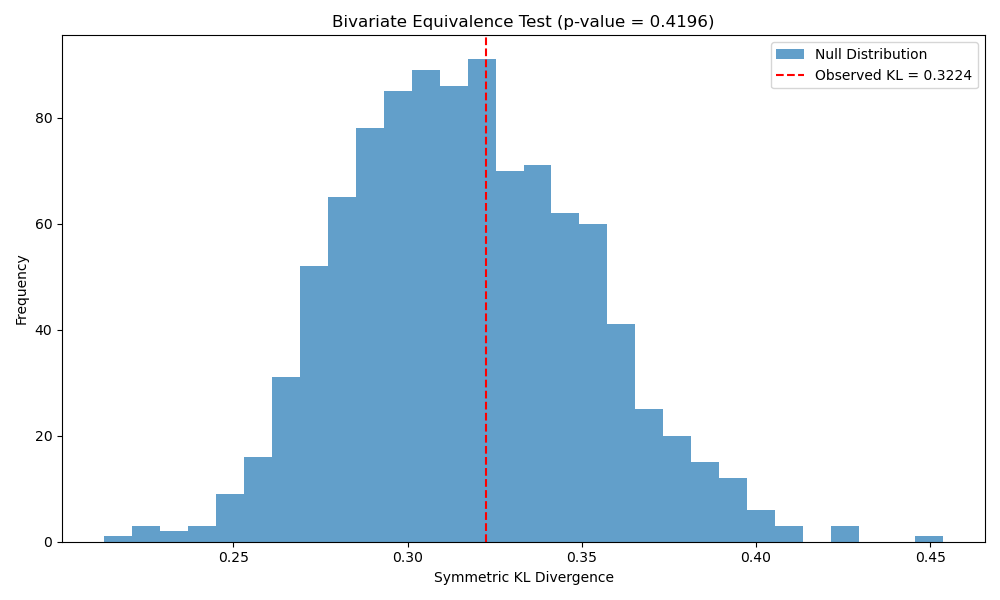 Bivariate Equivalence Test (p-value = 0.4196)
Null Distribution
Observed KL = 0.3224
80
60
40
20
0
Frequency
0.25
0.30
0.35
0.40
0.45
Symmetric KL Divergence